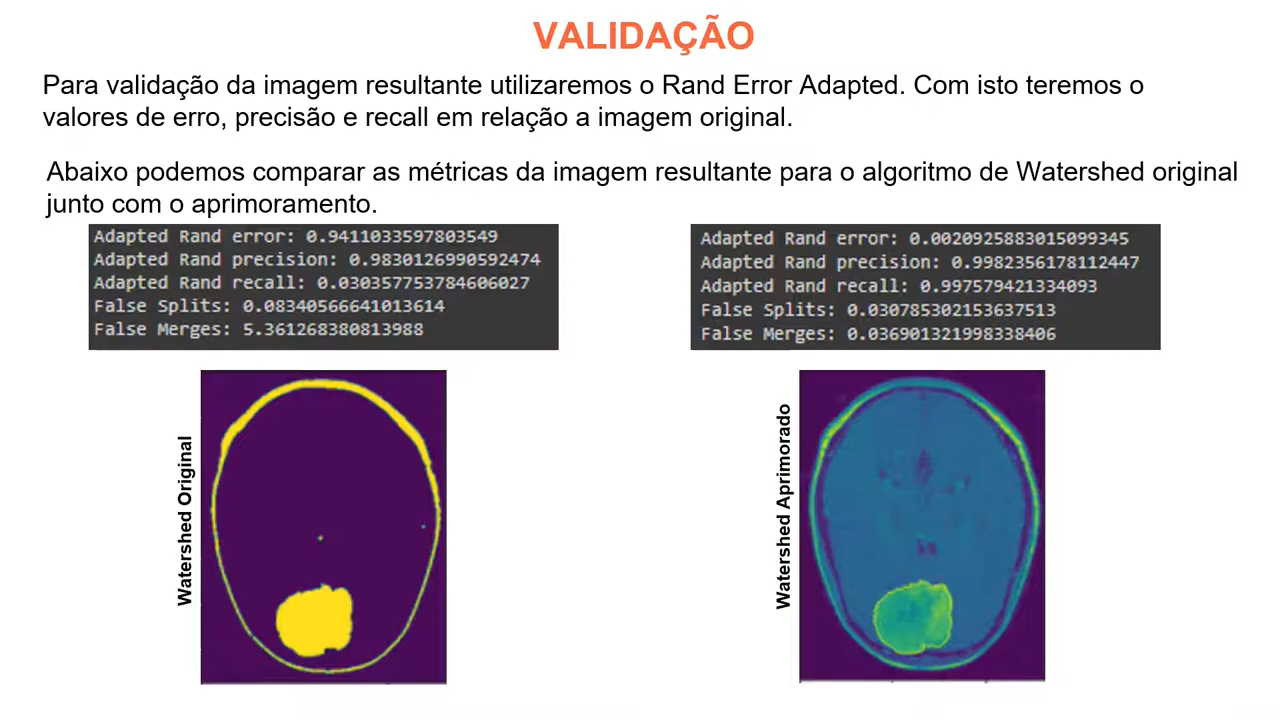 VALIDAÇÃO
Para validação da imagem resultante utilizaremos o Rand Error Adapted. Com isto teremos o
valores de erro, precisão e recall em relação a imagem original.
Abaixo podemos comparar as métricas da imagem resultante para o algoritmo de Watershed original
junto com o aprimoramento.
Adapted Rand error: 0.9411033597803549
Adapted Rand precision: 0.98301269905924​74
Adapted Rand recall: 0.030357753784606027
False Splits: 0.08340566641013614
False Merges: 5.361268380813988
Adapted Rand error: 0.0020925883015099345
Adapted Rand precision: 0.9982356178112447
Adapted Rand recall: 0.997579421334093
False Splits: 0.030785302153637513
False Merges: 0.036901321998338406
Watershed Original
Watershed Aprimorado